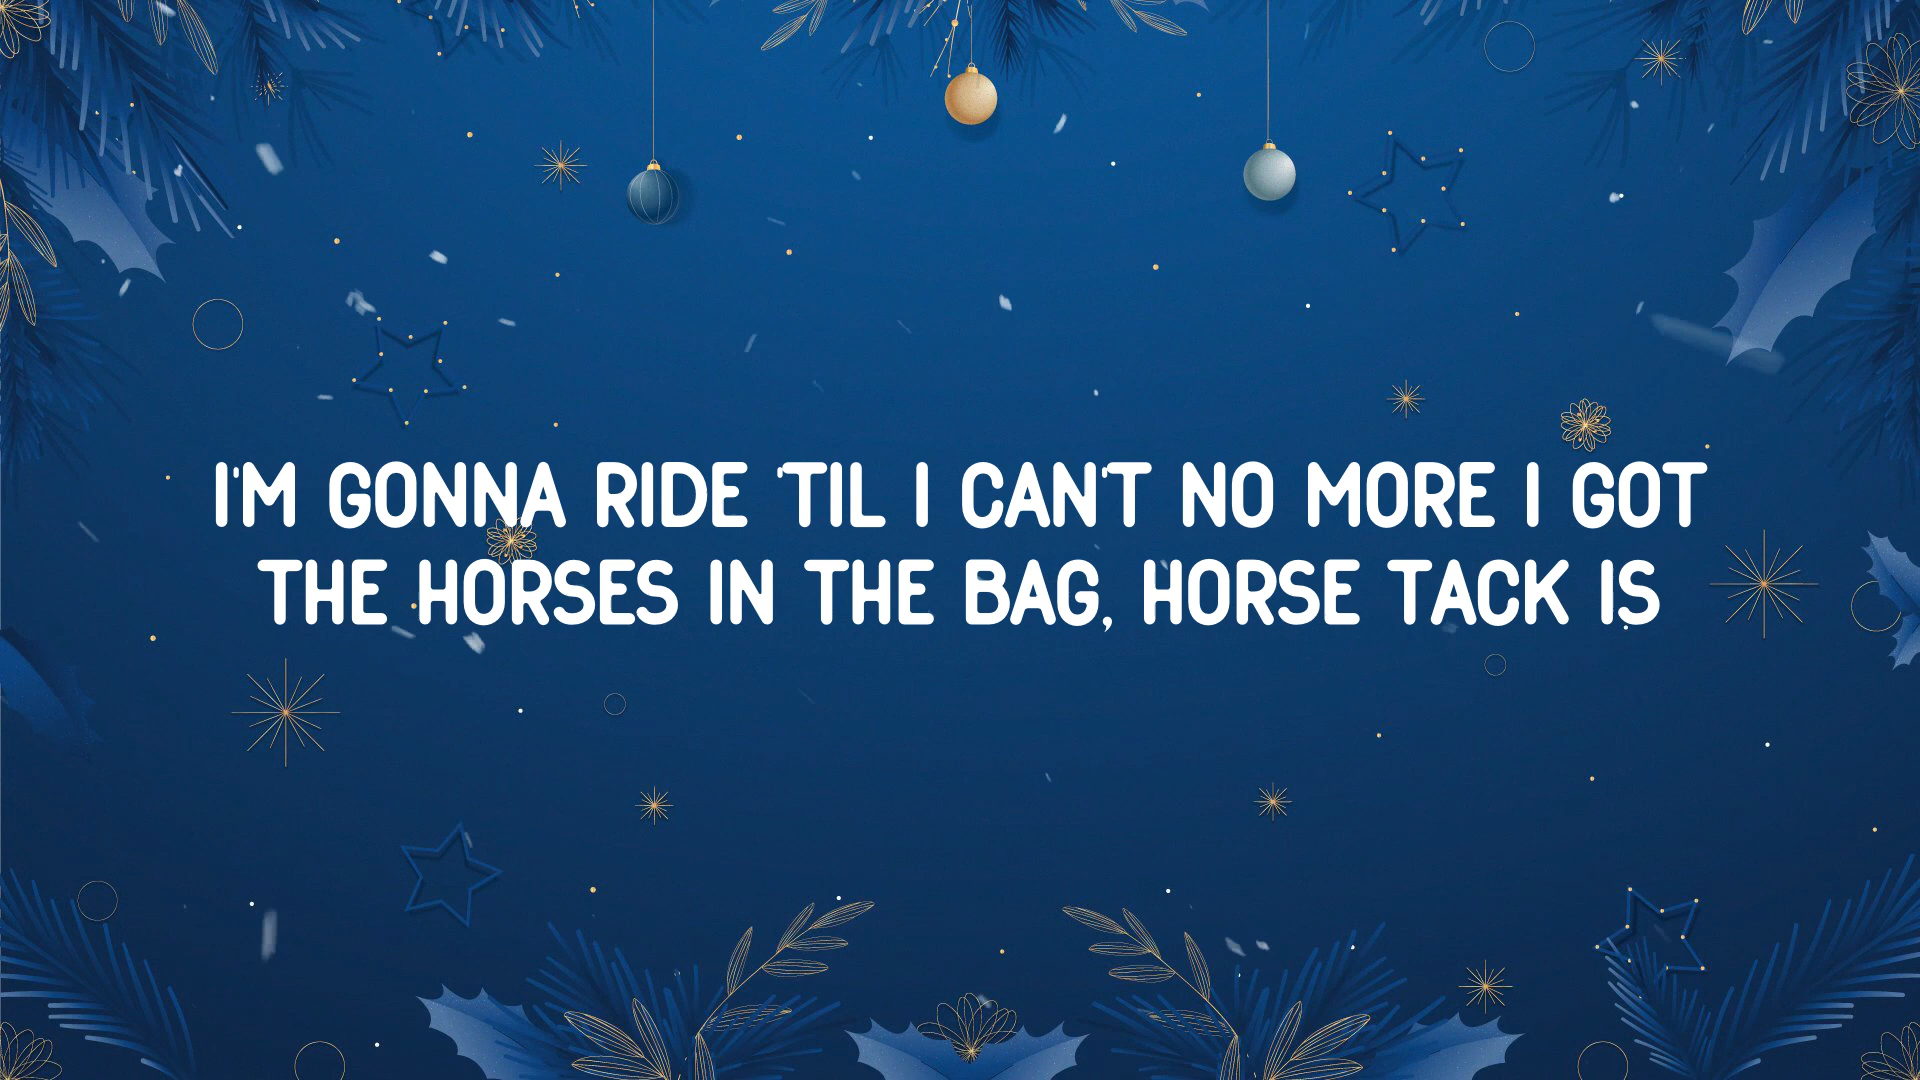 I'M GONNA RIDE 'TIL I CAN'T NO MORE I GOT
THE HORSES IN THE BAG, HORSE TACK IS